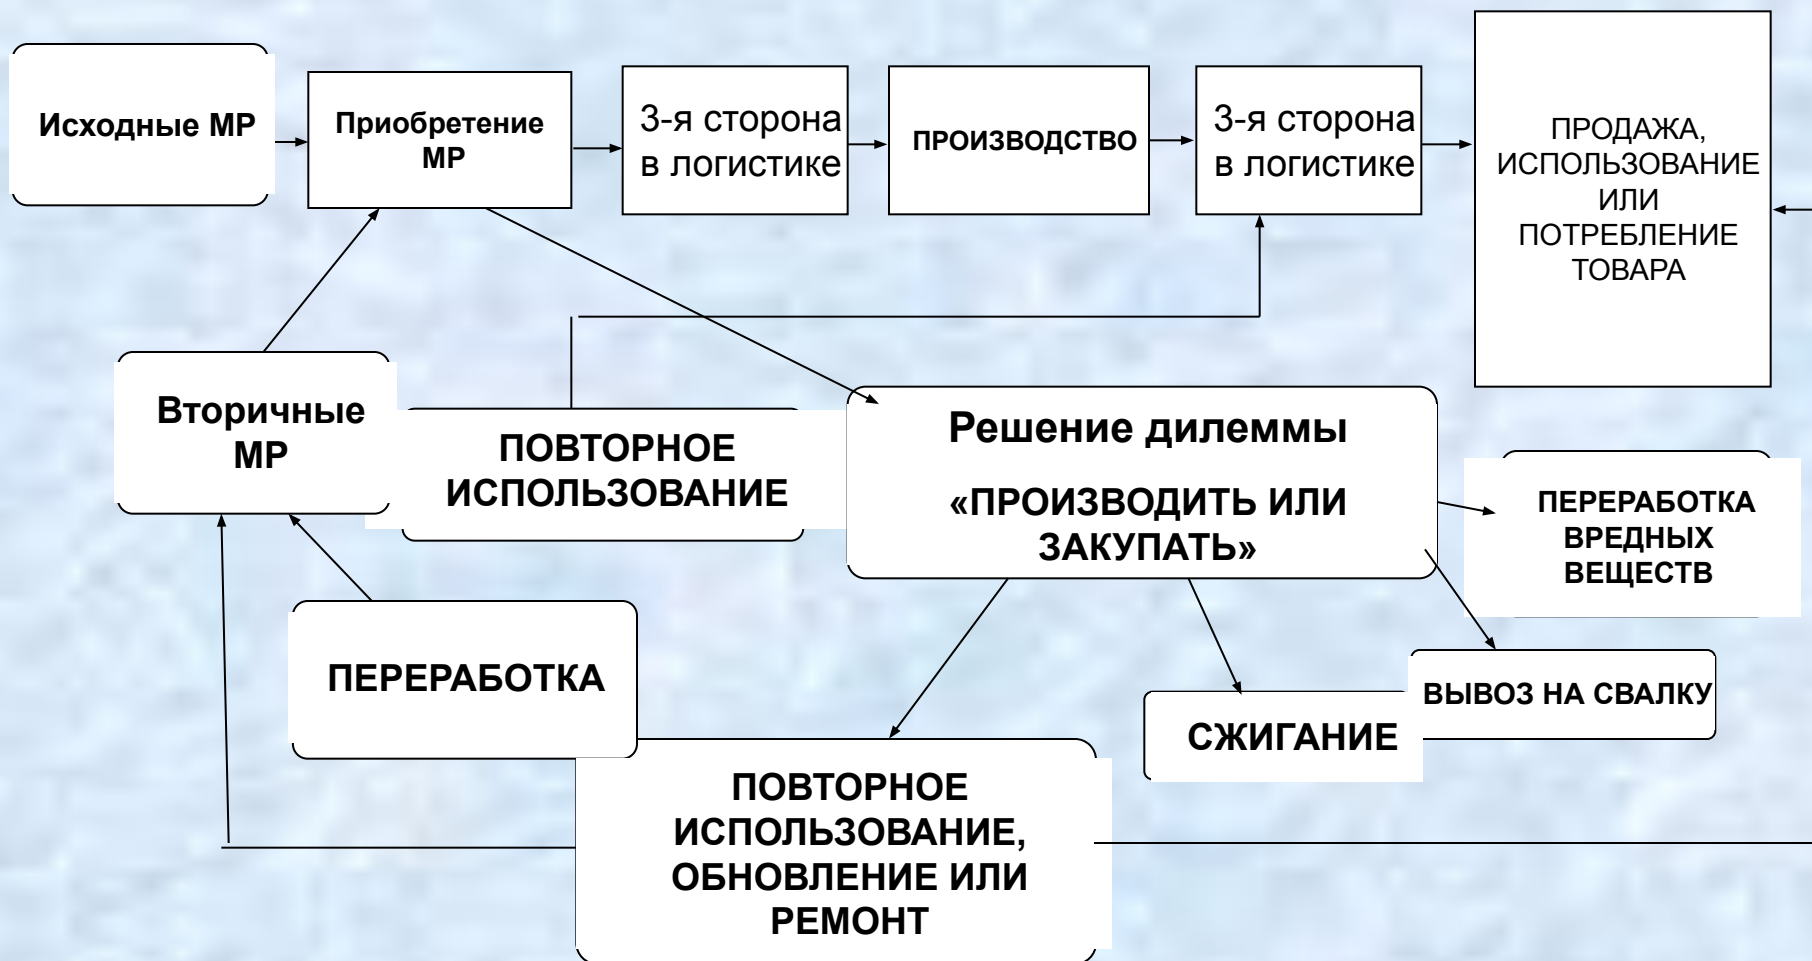 Исходные МР
Приобретение
МР
3-я сторона
в логистике
ПРОИЗВОДСТВО
3-я сторона
в логистике
ПРОДАЖА,
ИСПОЛЬЗОВАНИЕ
ИЛИ
ПОТРЕБЛЕНИЕ
ТОВАРА
Вторичные
МР
ПОВТОРНОЕ
ИСПОЛЬЗОВАНИЕ
Решение дилеммы
«ПРОИЗВОДИТЬ ИЛИ
ЗАКУПАТЬ»
ПЕРЕРАБОТКА
ВРЕДНЫХ
ВЕЩЕСТВ
ПЕРЕРАБОТКА
СЖИГАНИЕ
ВЫВОЗ НА СВАЛКУ
ПОВТОРНОЕ
ИСПОЛЬЗОВАНИЕ,
ОБНОВЛЕНИЕ ИЛИ
РЕМОНТ